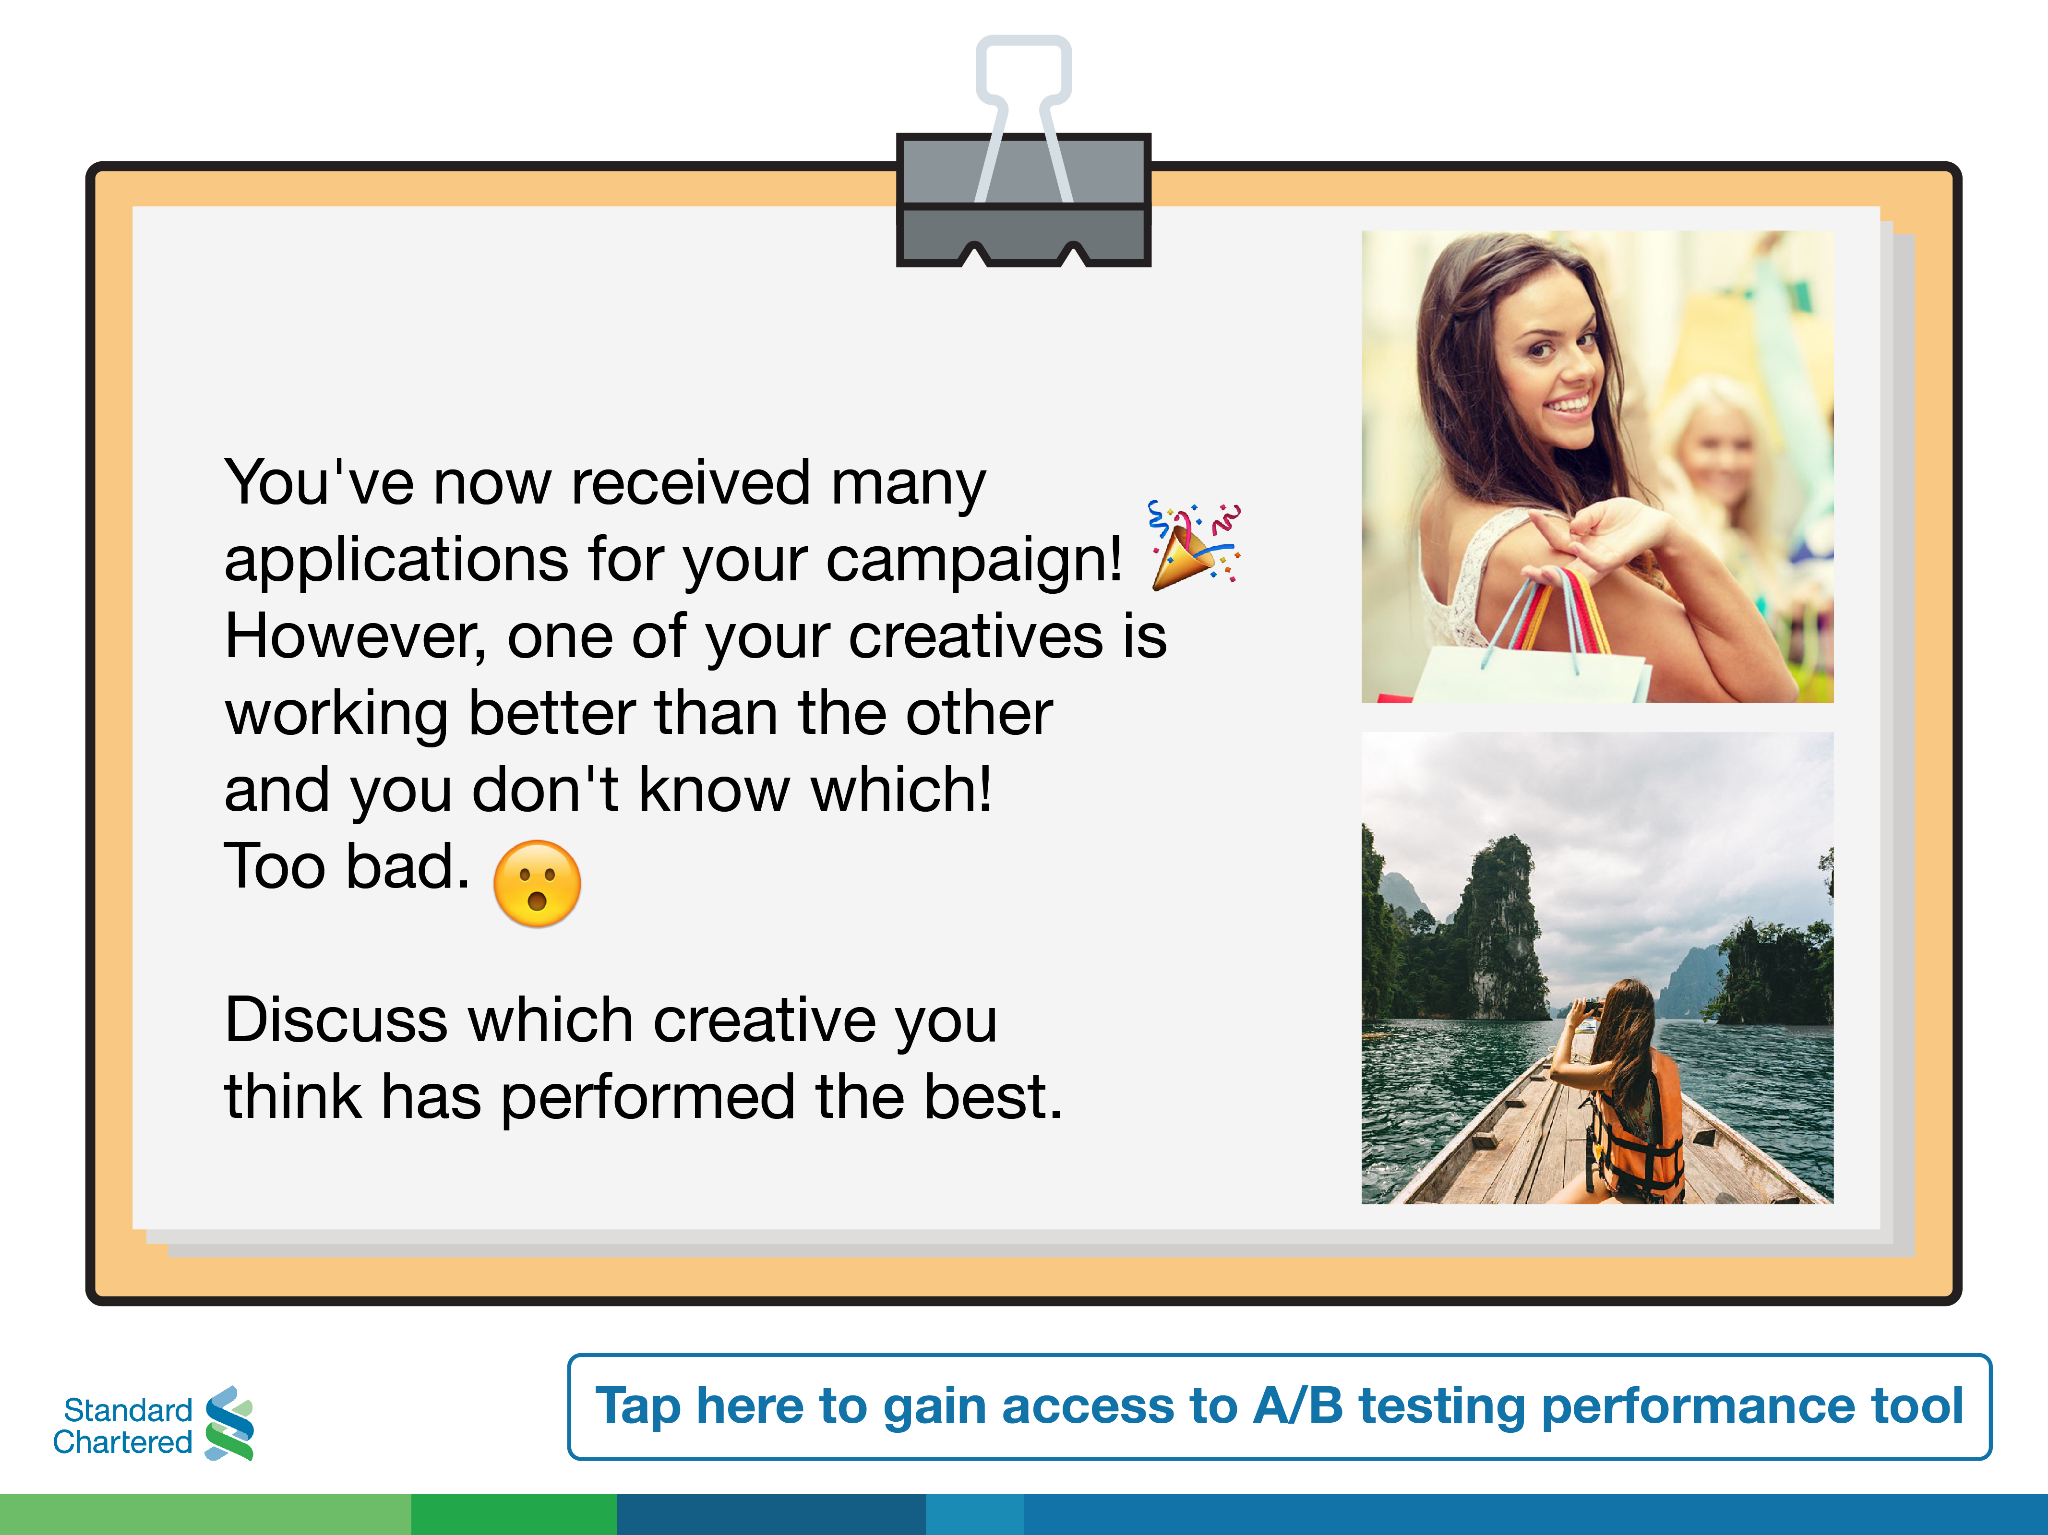 You've now received many
applications for your campaign! 🎉
However, one of your creatives is
working better than the other
and you don't know which!
Too bad. 😮
Discuss which creative you
think has performed the best.
Standard
Chartered
Tap here to gain access to A/B testing performance tool